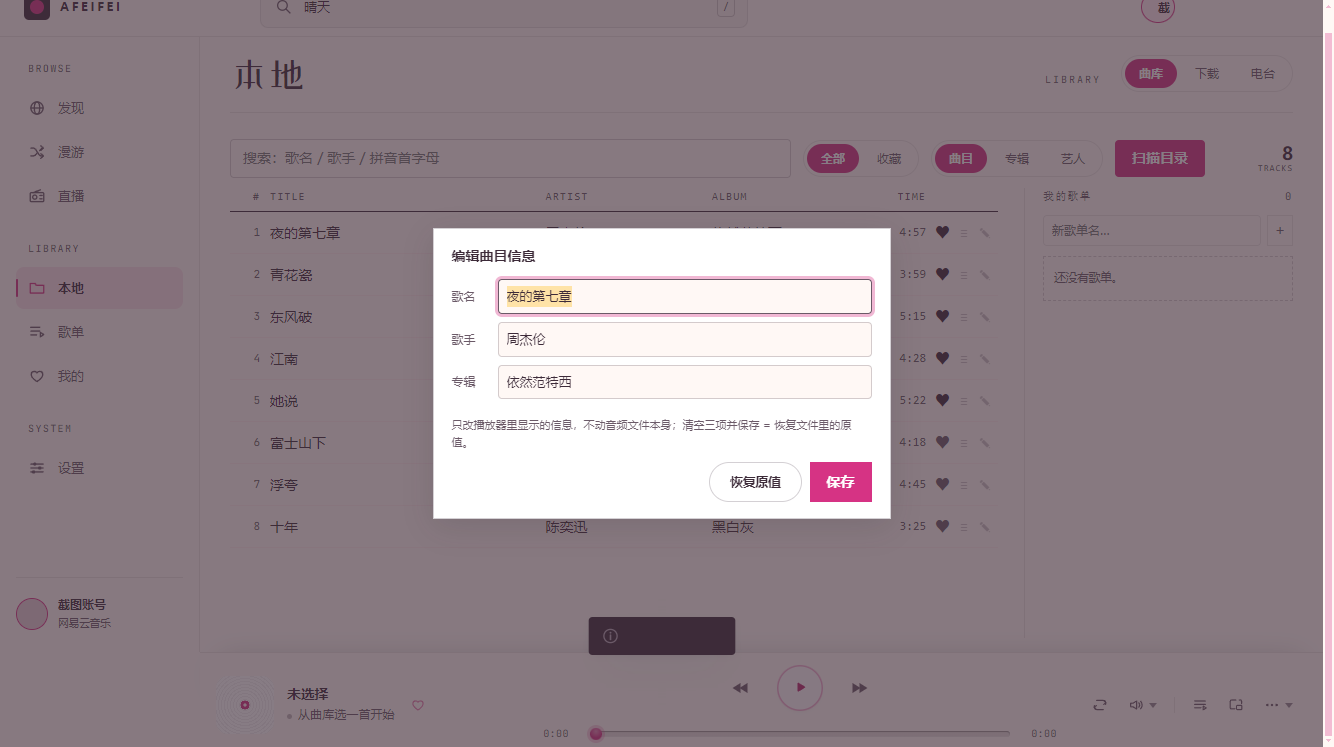 AFEIFEI
晴天
/
截
BROWSE
发现
漫游
直播
LIBRARY
本地
歌单
我的
SYSTEM
设置
截图账号
网易云音乐
本地
LIBRARY
曲库
下载
电台
搜索：歌名 / 歌手 / 拼音首字母
全部
收藏
曲目
专辑
艺人
扫描目录
8
TRACKS
# TITLE ARTIST ALBUM TIME
1 夜的第七章 4:57
2 青花瓷 3:59
3 东风破 5:15
4 江南 4:28
5 她说 5:22
6 富士山下 4:18
7 浮夸 4:45
8 十年 陈奕迅 黑白灰 3:25
我的歌单 0
新歌单名...
+
还没有歌单。
编辑曲目信息
歌名 夜的第七章
歌手 周杰伦
专辑 依然范特西
只改播放器里显示的信息，不动音频文件本身；清空三项并保存 = 恢复文件里的原
值。
恢复原值
保存
未选择
从曲库选一首开始
0:00
0:00